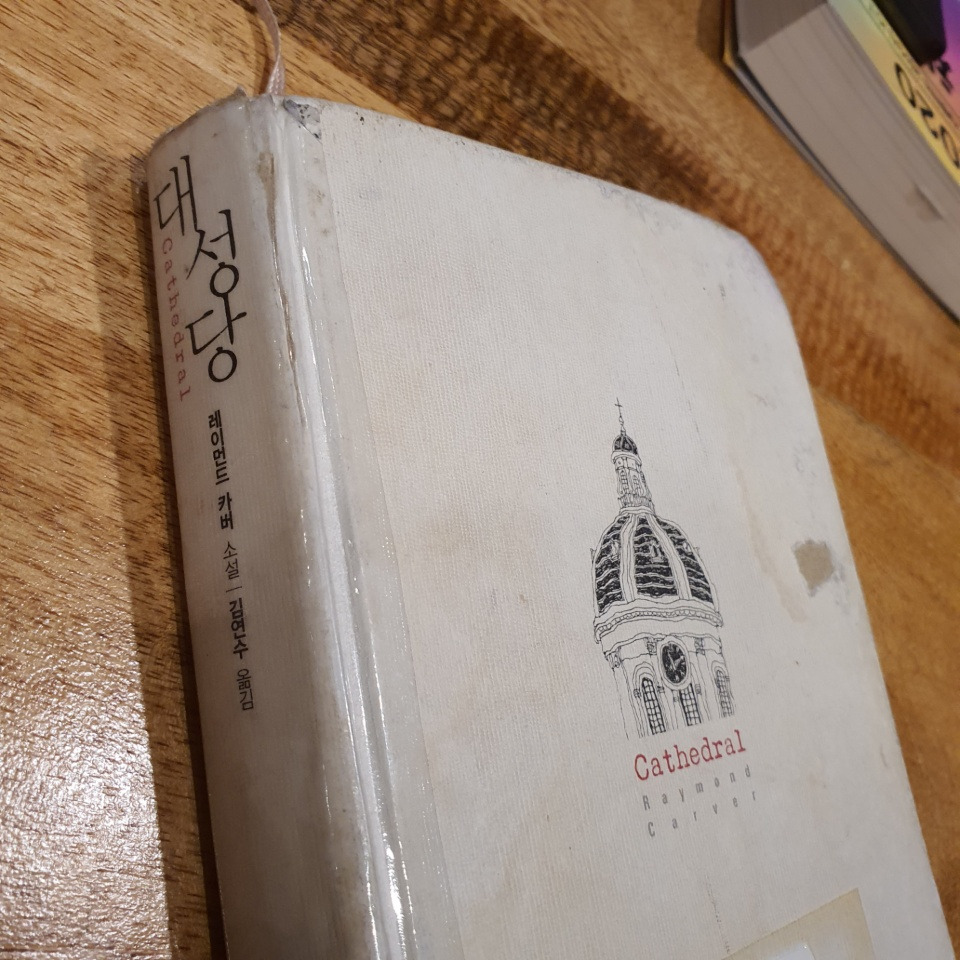 대성당
Cathedral
레이먼드 카버 소설 | 김연수 옮김
Cathedral
Raymond
Carver